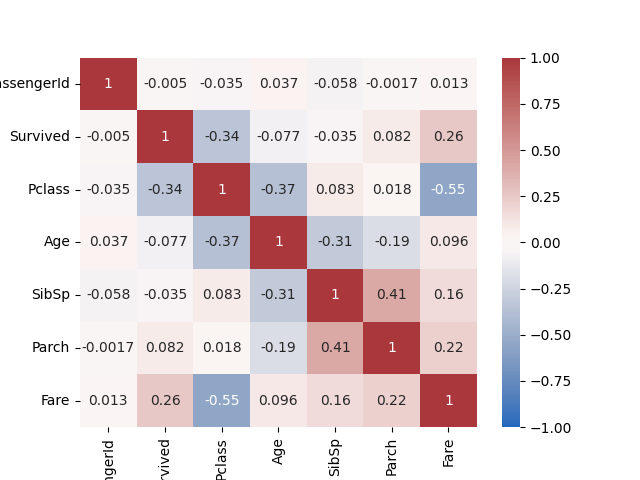 assengerId 1 -0.005 -0.035 0.037 -0.058 -0.0017 0.013
Survived -0.005 1 -0.34 -0.077 -0.035 0.082 0.26
Pclass -0.035 -0.34 1 -0.37 0.083 0.018 -0.55
Age 0.037 -0.077 -0.37 1 -0.31 -0.19 0.096
SibSp -0.058 -0.035 0.083 -0.31 1 0.41 0.16
Parch -0.0017 0.082 0.018 -0.19 0.41 1 0.22
Fare 0.013 0.26 -0.55 0.096 0.16 0.22 1
ngerId
rvived
Pclass
Age
SibSp
Parch
Fare
1.00
0.75
0.50
0.25
0.00
−0.25
−0.50
−0.75
−1.00